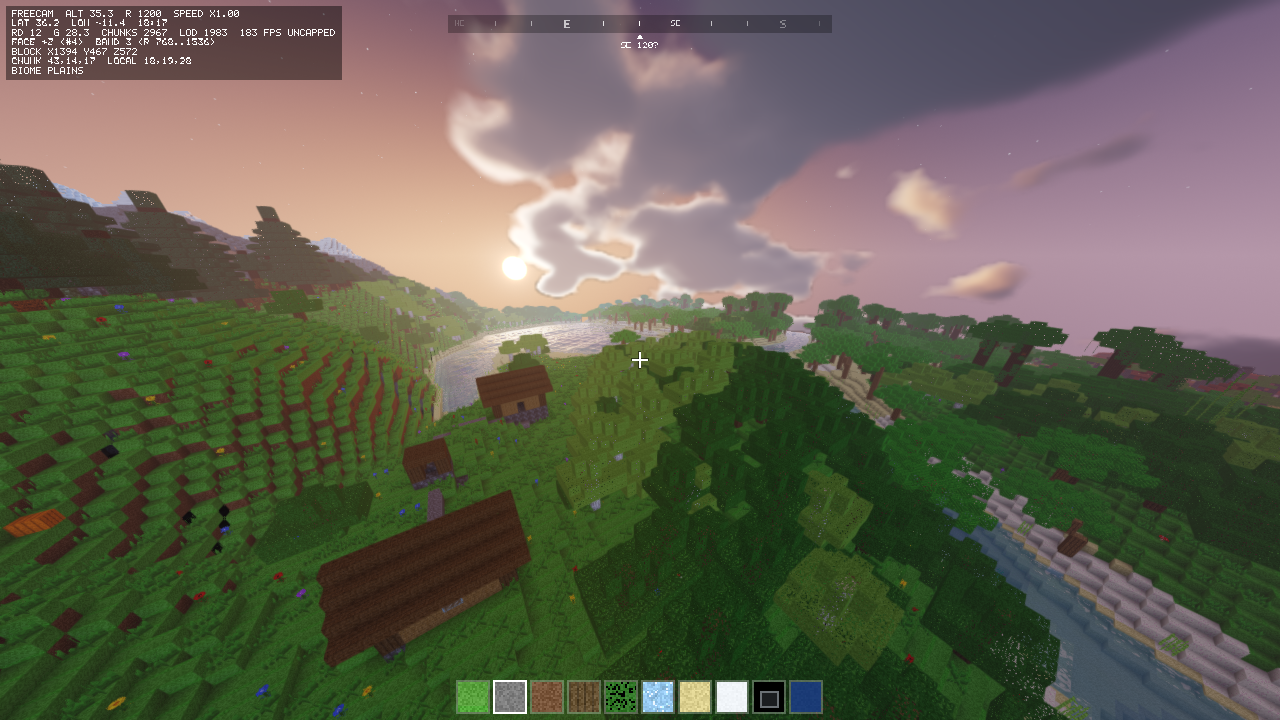 FREECAM ALT 35.3 R 1200 SPEED X1.00
LAT 36.2 LON -11.4 18:17
RD 12 G 28.3 CHUNKS 2967 LOD 1983 183 FPS UNCAPPED
FACE +Z (#4) BAND 3 (R 768..1536)
BLOCK X1394 Y467 Z572
CHUNK 43,14,17 LOCAL 18,19,28
BIOME PLAINS
NE E SE S
SE 120?